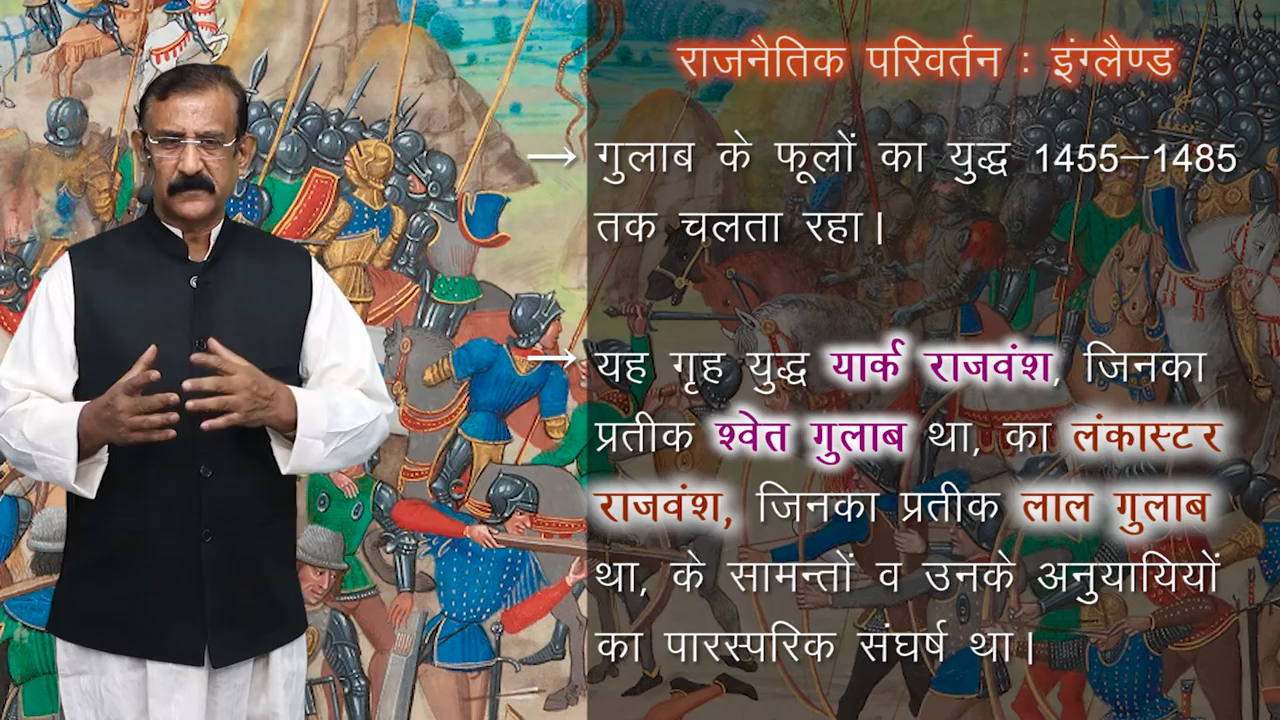 राजनैतिक परिवर्तन : इंग्लैण्ड
→ गुलाब के फूलों का युद्ध 1455–1485
तक चलता रहा।
→ यह गृह युद्ध यार्क राजवंश, जिनका
प्रतीक श्वेत गुलाब था, का लंकास्टर
राजवंश, जिनका प्रतीक लाल गुलाब
था, के सामन्तों व उनके अनुयायियों
का पारस्परिक संघर्ष था।